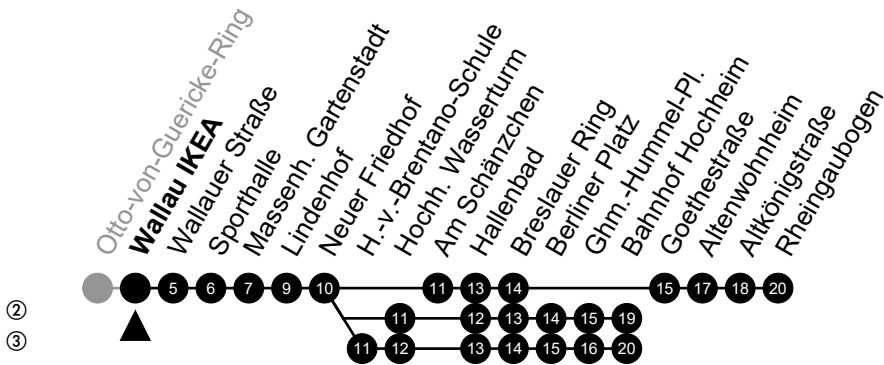 Otto-von-Guericke-Ring
Wallau IKEA
Wallauer Straße
Sporthalle
Massenh. Gartenstadt
Lindenhof
Neuer Friedhof
H.-v.-Brentano-Schule
Hochh. Wasserturm
Am Schänzchen
Hallenbad
Breslauer Ring
Berliner Platz
Ghm.-Hummel-Pl.
Bahnhof Hochheim
Goethestraße
Altenwohnheim
Altkönigstraße
Rheingaubogen
5 6 7 9 10 11 13 14 15 17 18 20
② 11 12 13 14 15 19
③ 11 12 13 14 15 16 20